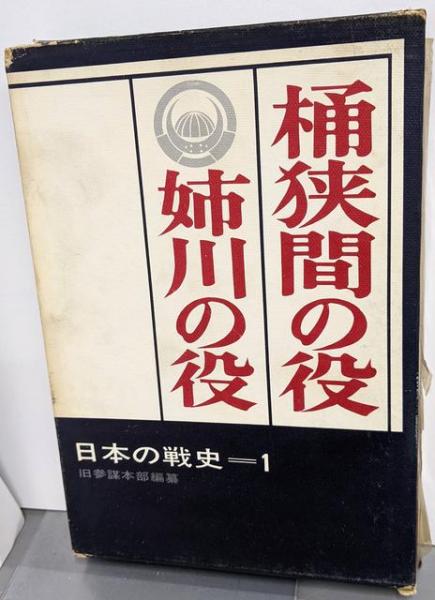 桶狭間の役
姉川の役
日本の戦史＝1
旧参謀本部編纂